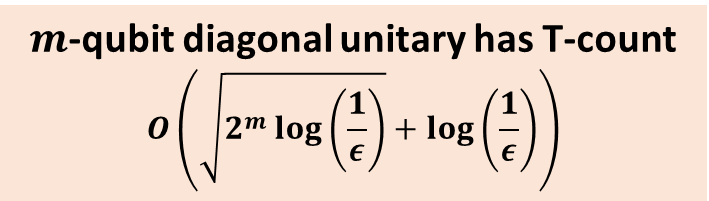 m-qubit diagonal unitary has T-count
O(√(2^m log(1/ϵ)) + log(1/ϵ))